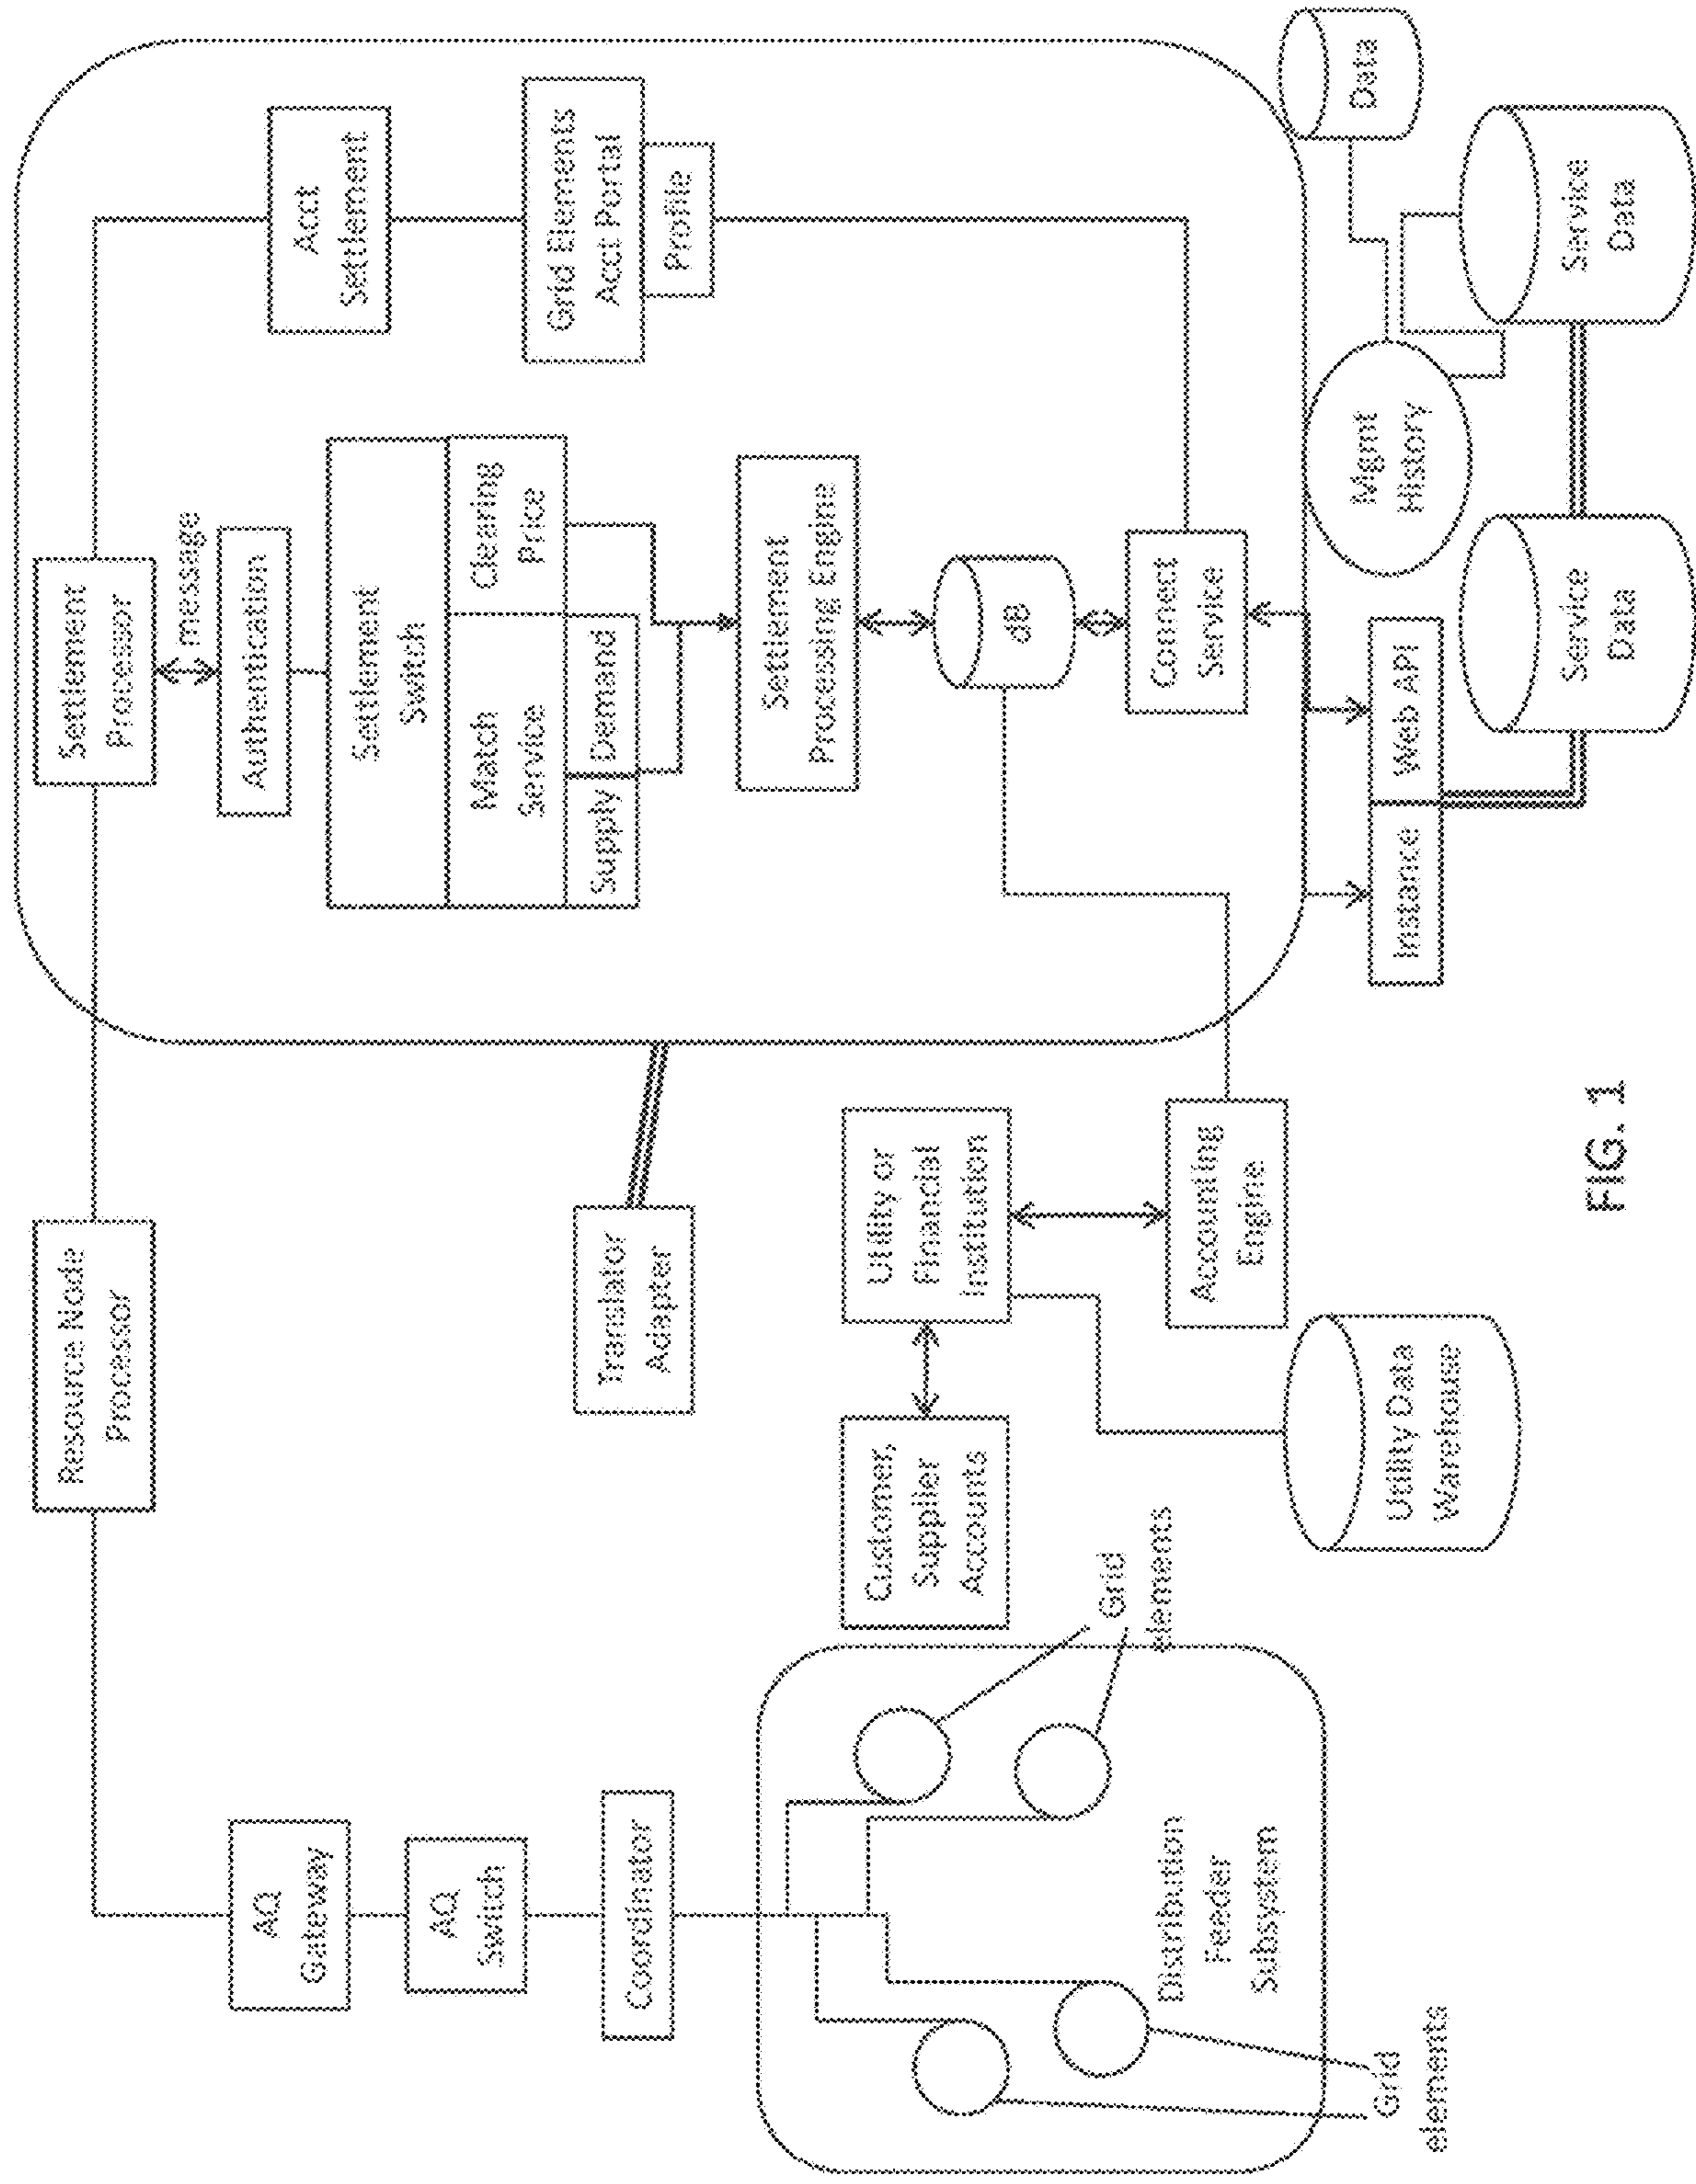 Resource Node
Processor
Settlement
Processor
message
AQ
Gateway
Authentication
Acct
Settlement
AQ
Switch
Settlement
Switch
Match
Service
Clearing
Price
Supply
Demand
Grid Elements
Acct Portal
Profile
Coordinator
Translator
Adapter
Settlement
Processing Engine
Customer,
Supplier
Accounts
Utility or
Financial
Institution
dB
Grid
elements
Distribution
Feeder
Subsystem
Accounting
Engine
Connect
Service
Grid
elements
Utility Data
Warehouse
Instance
Web API
Mgmt
History
Data
Service
Data
Service
Data
FIG. 1